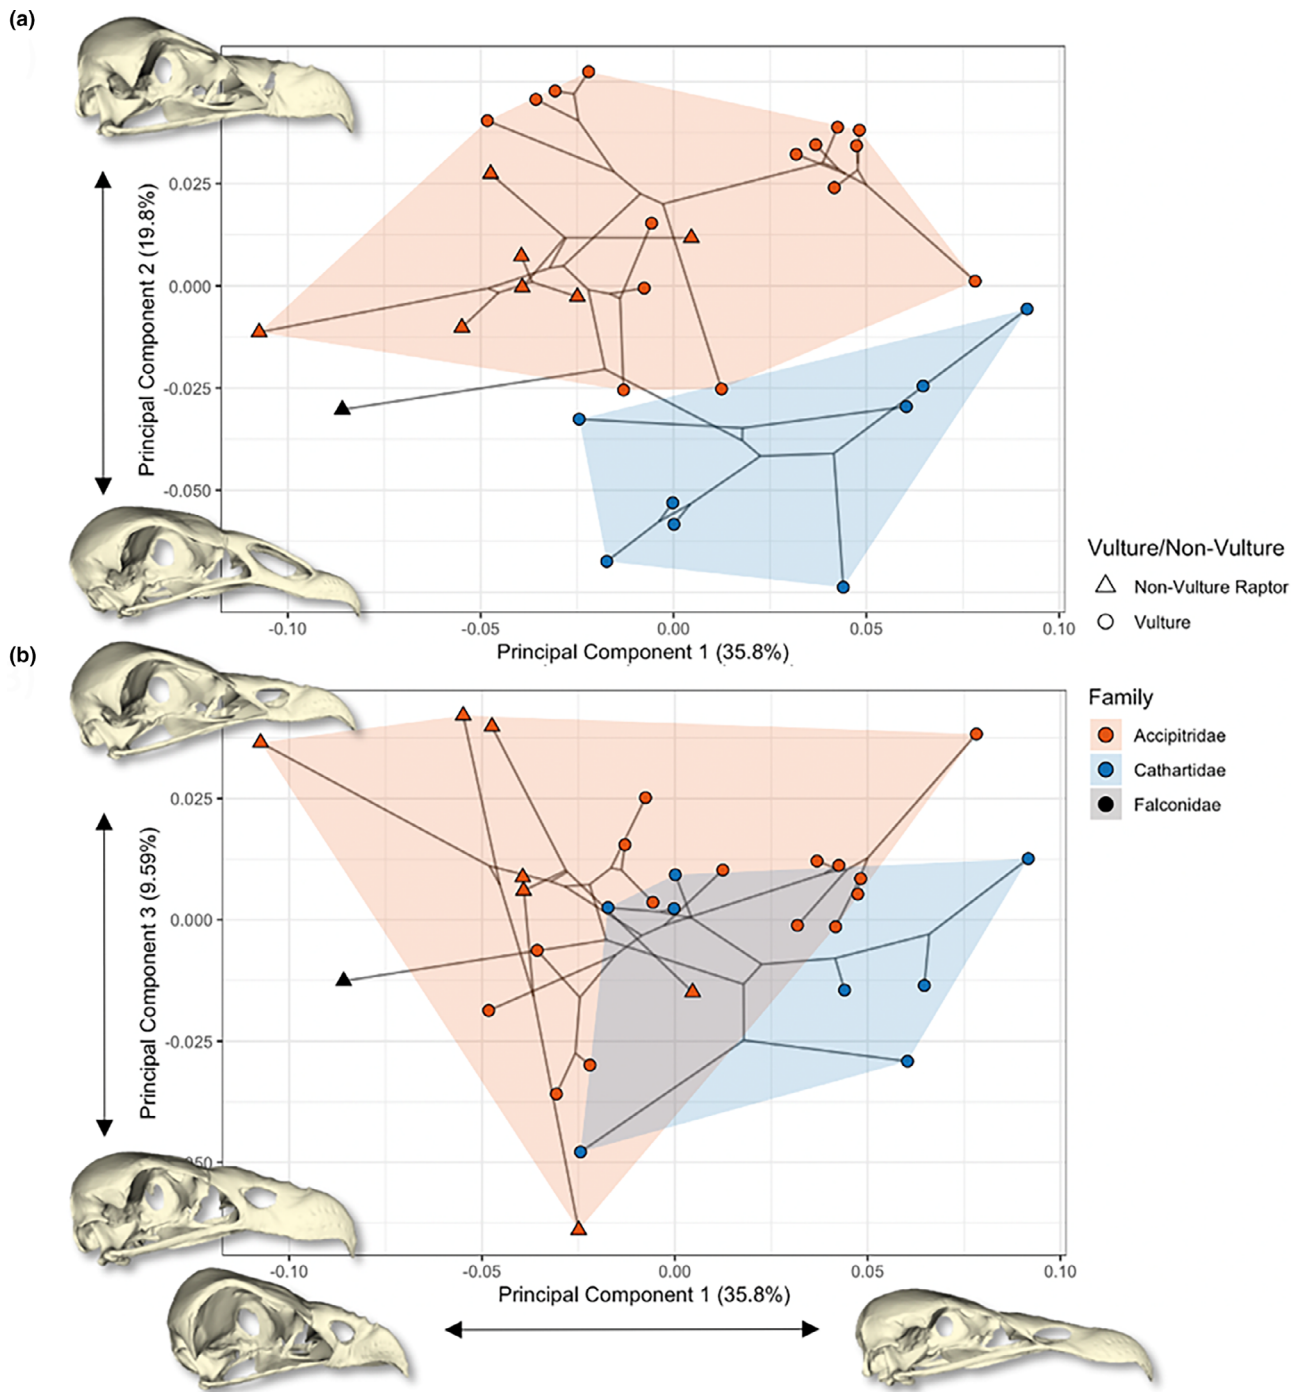 (a)
Principal Component 2 (19.8%)
0.025
0.000
-0.025
-0.050
-0.10
-0.05
0.00
0.05
0.10
Principal Component 1 (35.8%)
Vulture/Non-Vulture
Non-Vulture Raptor
Vulture
(b)
Principal Component 3 (9.59%)
0.025
0.000
-0.025
50
-0.10
-0.05
0.00
0.05
0.10
Principal Component 1 (35.8%)
Family
Accipitridae
Cathartidae
Falconidae